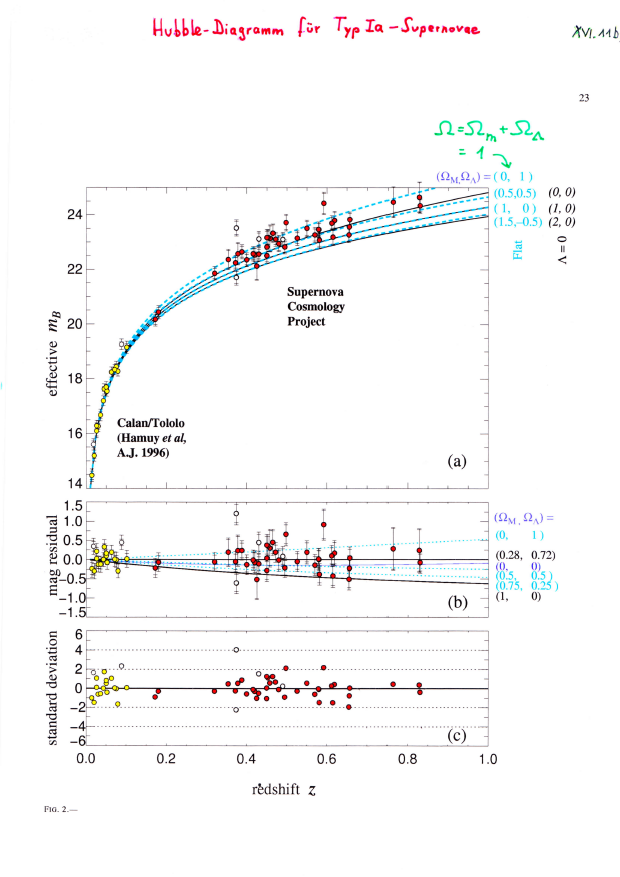 Hubble-Diagramm für Typ Ia-Supernovae
XVI.11b
23
Ω=Ω_m+Ω_Λ
= 1
(Ω_M,Ω_Λ) = ( 0, 1 )
(0.5,0.5) (0, 0)
( 1, 0 ) (1, 0)
(1.5,-0.5) (2, 0)
Flat
Λ = 0
effective m_B
24
22
20
18
16
14
Supernova
Cosmology
Project
Calan/Tololo
(Hamuy et al,
A.J. 1996)
(a)
mag residual
1.5
1.0
0.5
0.0
-0.5
-1.0
-1.5
(b)
(Ω_M , Ω_Λ) =
(0, 1 )
(0.28, 0.72)
(0, 0)
(0.5, 0.5 )
(0.75, 0.25 )
(1, 0)
standard deviation
6
4
2
0
-2
-4
-6
(c)
0.0 0.2 0.4 0.6 0.8 1.0
redshift z
FIG. 2.—